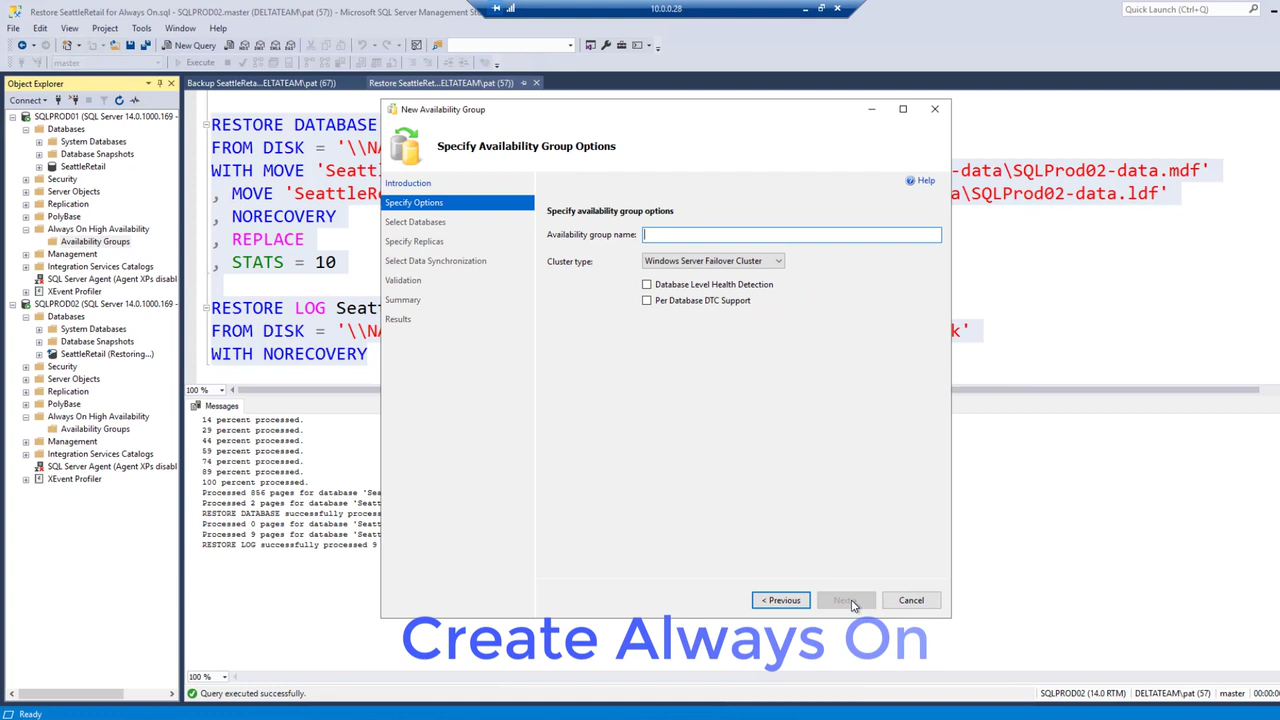 Restore SeattleRetail for Always On.sql - SQLPROD02.master (DELTATEAM\pat (57)) - Microsoft SQL Server Management Stu
10.0.0.28
Quick Launch (Ctrl+Q)
File Edit View Project Tools Window Help
New Query
master Execute
Object Explorer
Backup SeattleReta...ELTATEAM\pat (67))
Restore SeattleRet...ELTATEAM\pat (57))
Connect
SQLPROD01 (SQL Server 14.0.1000.169 -
Databases
System Databases
Database Snapshots
SeattleRetail
Security
Server Objects
Replication
PolyBase
Always On High Availability
Availability Groups
Management
Integration Services Catalogs
SQL Server Agent (Agent XPs disabl
XEvent Profiler
SQLPROD02 (SQL Server 14.0.1000.169 -
Databases
System Databases
Database Snapshots
SeattleRetail (Restoring...)
Security
Server Objects
Replication
PolyBase
Always On High Availability
Availability Groups
Management
Integration Services Catalogs
SQL Server Agent (Agent XPs disabl
XEvent Profiler
RESTORE DATABASE
FROM DISK = '\\NA
WITH MOVE 'Seat -data\SQLProd02-data.mdf'
, MOVE 'SeattleRe a\SQLProd02-data.ldf'
, NORECOVERY
, REPLACE
, STATS = 10
RESTORE LOG Seat
FROM DISK = '\\NA k'
WITH NORECOVERY
100 %
Messages
14 percent processed.
29 percent processed.
44 percent processed.
59 percent processed.
74 percent processed.
89 percent processed.
100 percent processed.
Processed 856 pages for database 'Sea
Processed 2 pages for database 'Seatt
RESTORE DATABASE successfully process
Processed 0 pages for database 'Seatt
Processed 9 pages for database 'Seatt
RESTORE LOG successfully processed 9
100 %
Query executed successfully.
SQLPROD02 (14.0 RTM) DELTATEAM\pat (57) master 00:00:0
Ready
New Availability Group
Specify Availability Group Options
Introduction
Specify Options
Select Databases
Specify Replicas
Select Data Synchronization
Validation
Summary
Results
Help
Specify availability group options
Availability group name:
Cluster type: Windows Server Failover Cluster
Database Level Health Detection
Per Database DTC Support
< Previous
Next >
Cancel
Create Always On